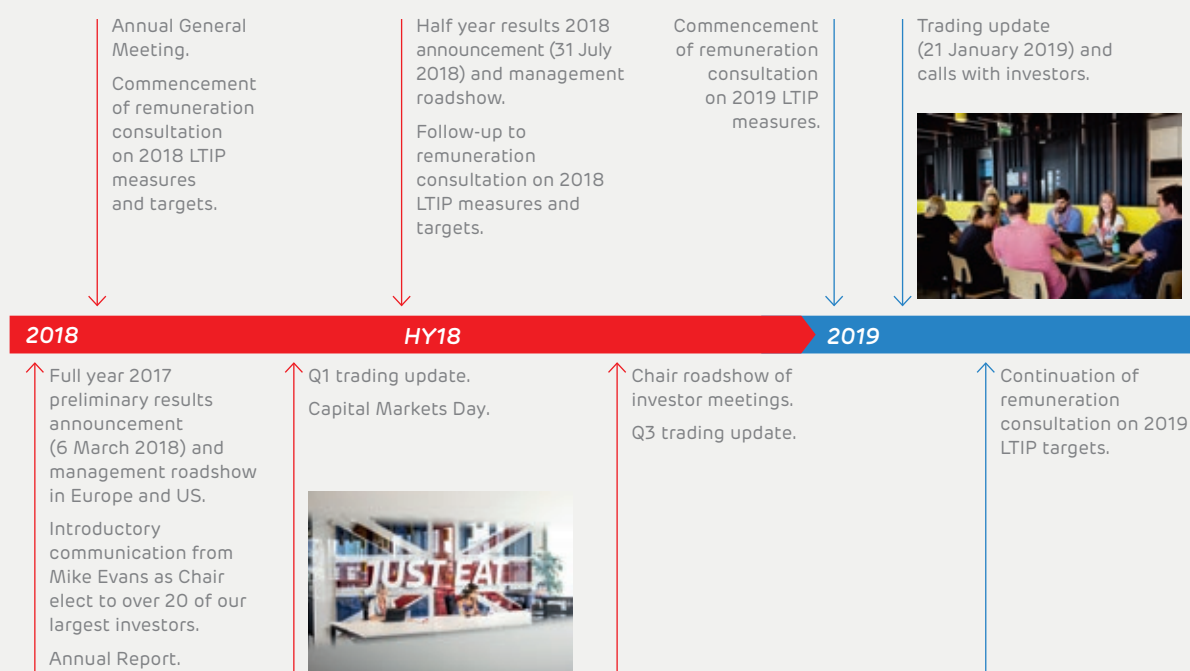 Annual General
Meeting.
Commencement
of remuneration
consultation
on 2018 LTIP
measures
and targets.
Half year results 2018
announcement (31 July
2018) and management
roadshow.
Follow-up to
remuneration
consultation on 2018
LTIP measures and
targets.
Commencement
of remuneration
consultation
on 2019 LTIP
measures.
Trading update
(21 January 2019) and
calls with investors.
2018
HY18
2019
Full year 2017
preliminary results
announcement
(6 March 2018) and
management roadshow
in Europe and US.
Introductory
communication from
Mike Evans as Chair
elect to over 20 of our
largest investors.
Annual Report.
Q1 trading update.
Capital Markets Day.
JUST EAT
Chair roadshow of
investor meetings.
Q3 trading update.
Continuation of
remuneration
consultation on 2019
LTIP targets.